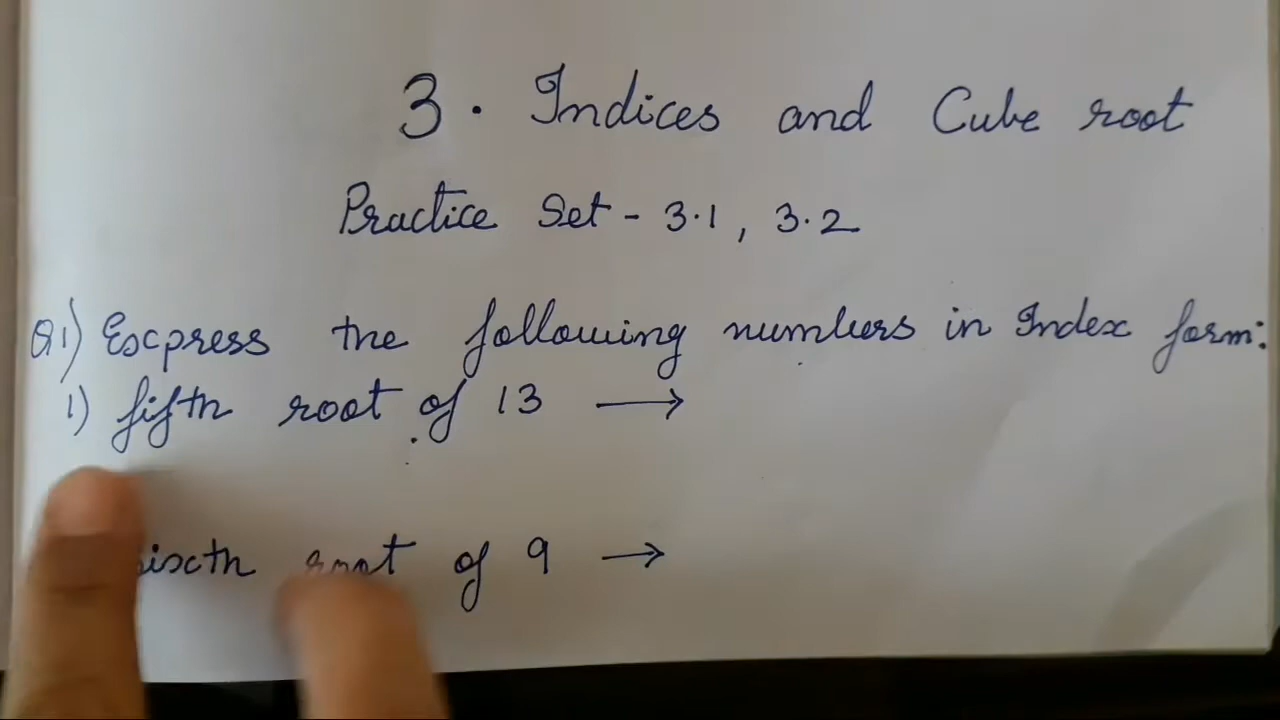 3. Indices and Cube root
Practice Set - 3.1, 3.2
Q1) Express the following numbers in Index form:
1) fifth root of 13 →
sixth root of 9 →